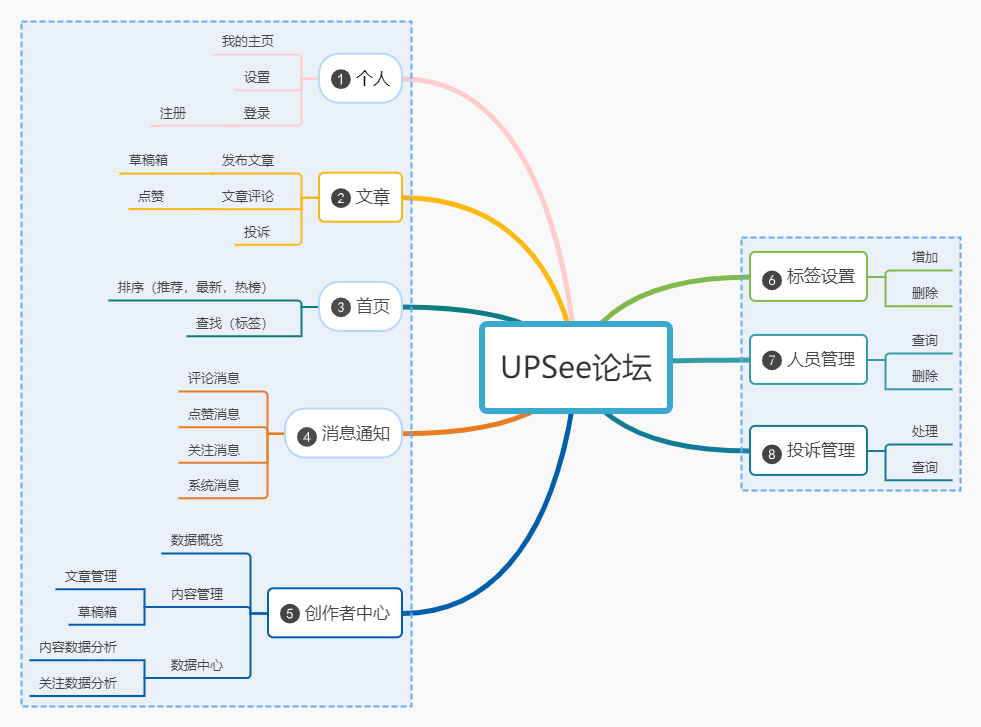 UPSee论坛
1 个人
我的主页
设置
登录
注册
2 文章
发布文章
草稿箱
文章评论
点赞
投诉
3 首页
排序（推荐，最新，热榜）
查找（标签）
4 消息通知
评论消息
点赞消息
关注消息
系统消息
5 创作者中心
数据概览
内容管理
文章管理
草稿箱
数据中心
内容数据分析
关注数据分析
6 标签设置
增加
删除
7 人员管理
查询
删除
8 投诉管理
处理
查询